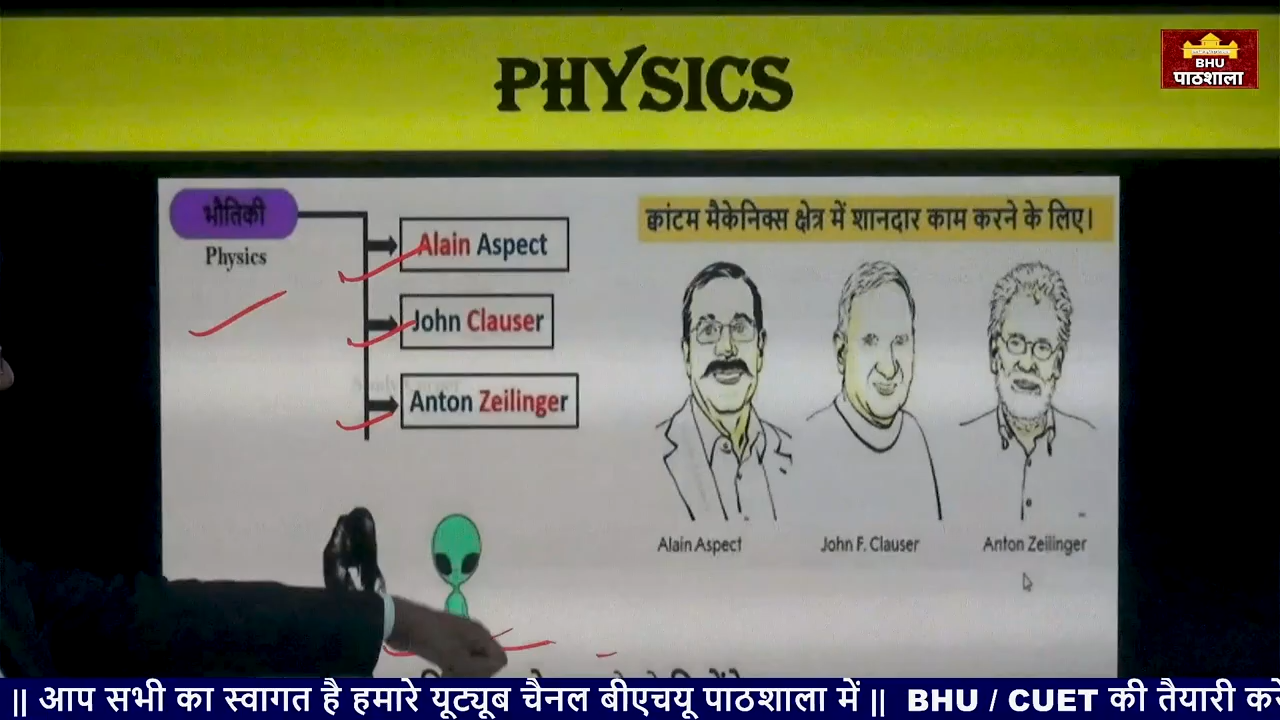 PHYSICS
BHU
पाठशाला
भौतिकी
Physics
Alain Aspect
John Clauser
Anton Zeilinger
क्वांटम मैकेनिक्स क्षेत्र में शानदार काम करने के लिए।
Alain Aspect
John F. Clauser
Anton Zeilinger
|| आप सभी का स्वागत है हमारे यूट्यूब चैनल बीएचयू पाठशाला में || BHU / CUET की तैयारी करे